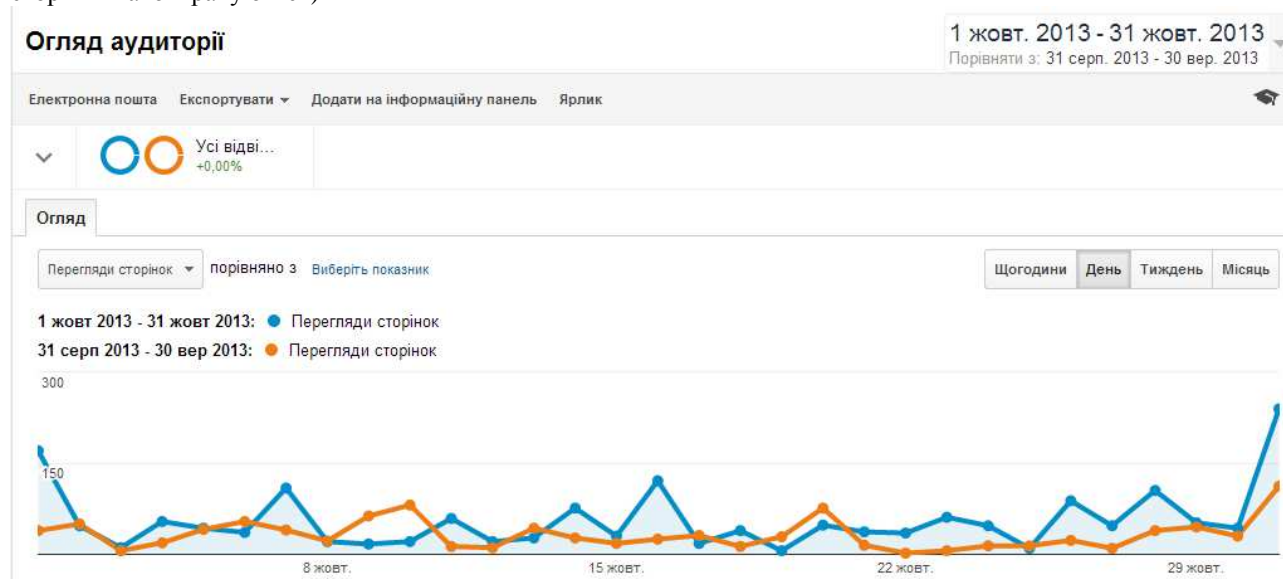 Огляд аудиторії
1 жовт. 2013 - 31 жовт. 2013
Порівняти з: 31 серп. 2013 - 30 вер. 2013
Електронна пошта Експортувати Додати на інформаційну панель Ярлик
Усі відві...
+0,00%
Огляд
Перегляди сторінок порівняно з Виберіть показник
Щогодини День Тиждень Місяць
1 жовт 2013 - 31 жовт 2013: Перегляди сторінок
31 серп 2013 - 30 вер 2013: Перегляди сторінок
300
150
8 жовт. 15 жовт. 22 жовт. 29 жовт.